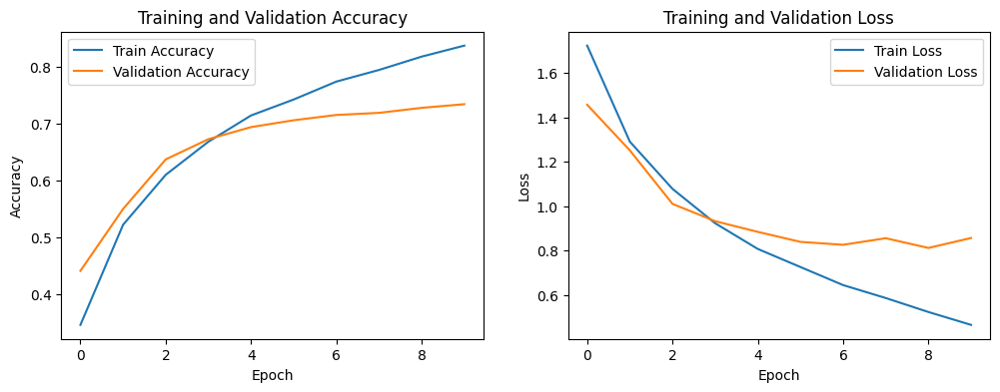 Training and Validation Accuracy
Train Accuracy
Validation Accuracy
0.8
0.7
0.6
0.5
0.4
Accuracy
0 2 4 6 8
Epoch
Training and Validation Loss
Train Loss
Validation Loss
1.6
1.4
1.2
1.0
0.8
0.6
Loss
0 2 4 6 8
Epoch